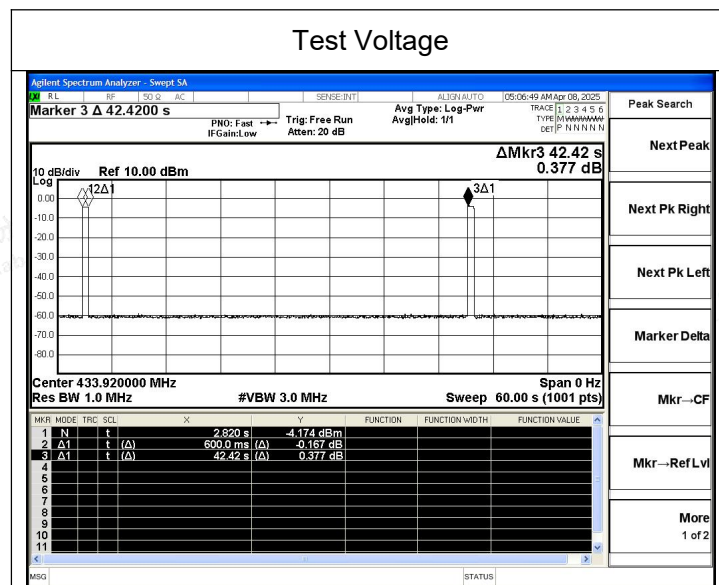 Test Voltage
Agilent Spectrum Analyzer - Swept SA
RL RF 50 Ω AC SENSE:INT ALIGN AUTO 05:06:49 AM Apr 08, 2025
Marker 3 Δ 42.4200 s
PNO: Fast
IFGain:Low
Trig: Free Run
Atten: 20 dB
Avg Type: Log-Pwr
Avg|Hold: 1/1
TRACE 1 2 3 4 5 6
TYPE M WWWWW
DET P N N N N N
Peak Search
ΔMkr3 42.42 s
0.377 dB
10 dB/div Ref 10.00 dBm
Log
12Δ1
3Δ1
0.00
-10.0
-20.0
-30.0
-40.0
-50.0
-60.0
-70.0
-80.0
Center 433.920000 MHz Span 0 Hz
Res BW 1.0 MHz #VBW 3.0 MHz Sweep 60.00 s (1001 pts)
MKR MODE TRC SCL X Y FUNCTION FUNCTION WIDTH FUNCTION VALUE
1 N t 2.820 s -4.174 dBm
2 Δ1 t (Δ) 600.0 ms (Δ) -0.167 dB
3 Δ1 t (Δ) 42.42 s (Δ) 0.377 dB
4
5
6
7
8
9
10
11
MSG STATUS
Next Peak
Next Pk Right
Next Pk Left
Marker Delta
Mkr→CF
Mkr→Ref Lvl
More
1 of 2